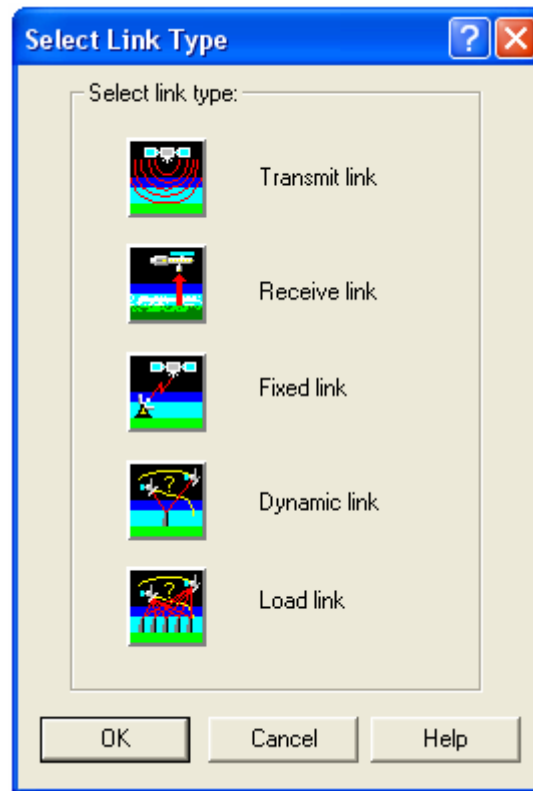 Select Link Type
Select link type:
Transmit link
Receive link
Fixed link
Dynamic link
Load link
OK Cancel Help